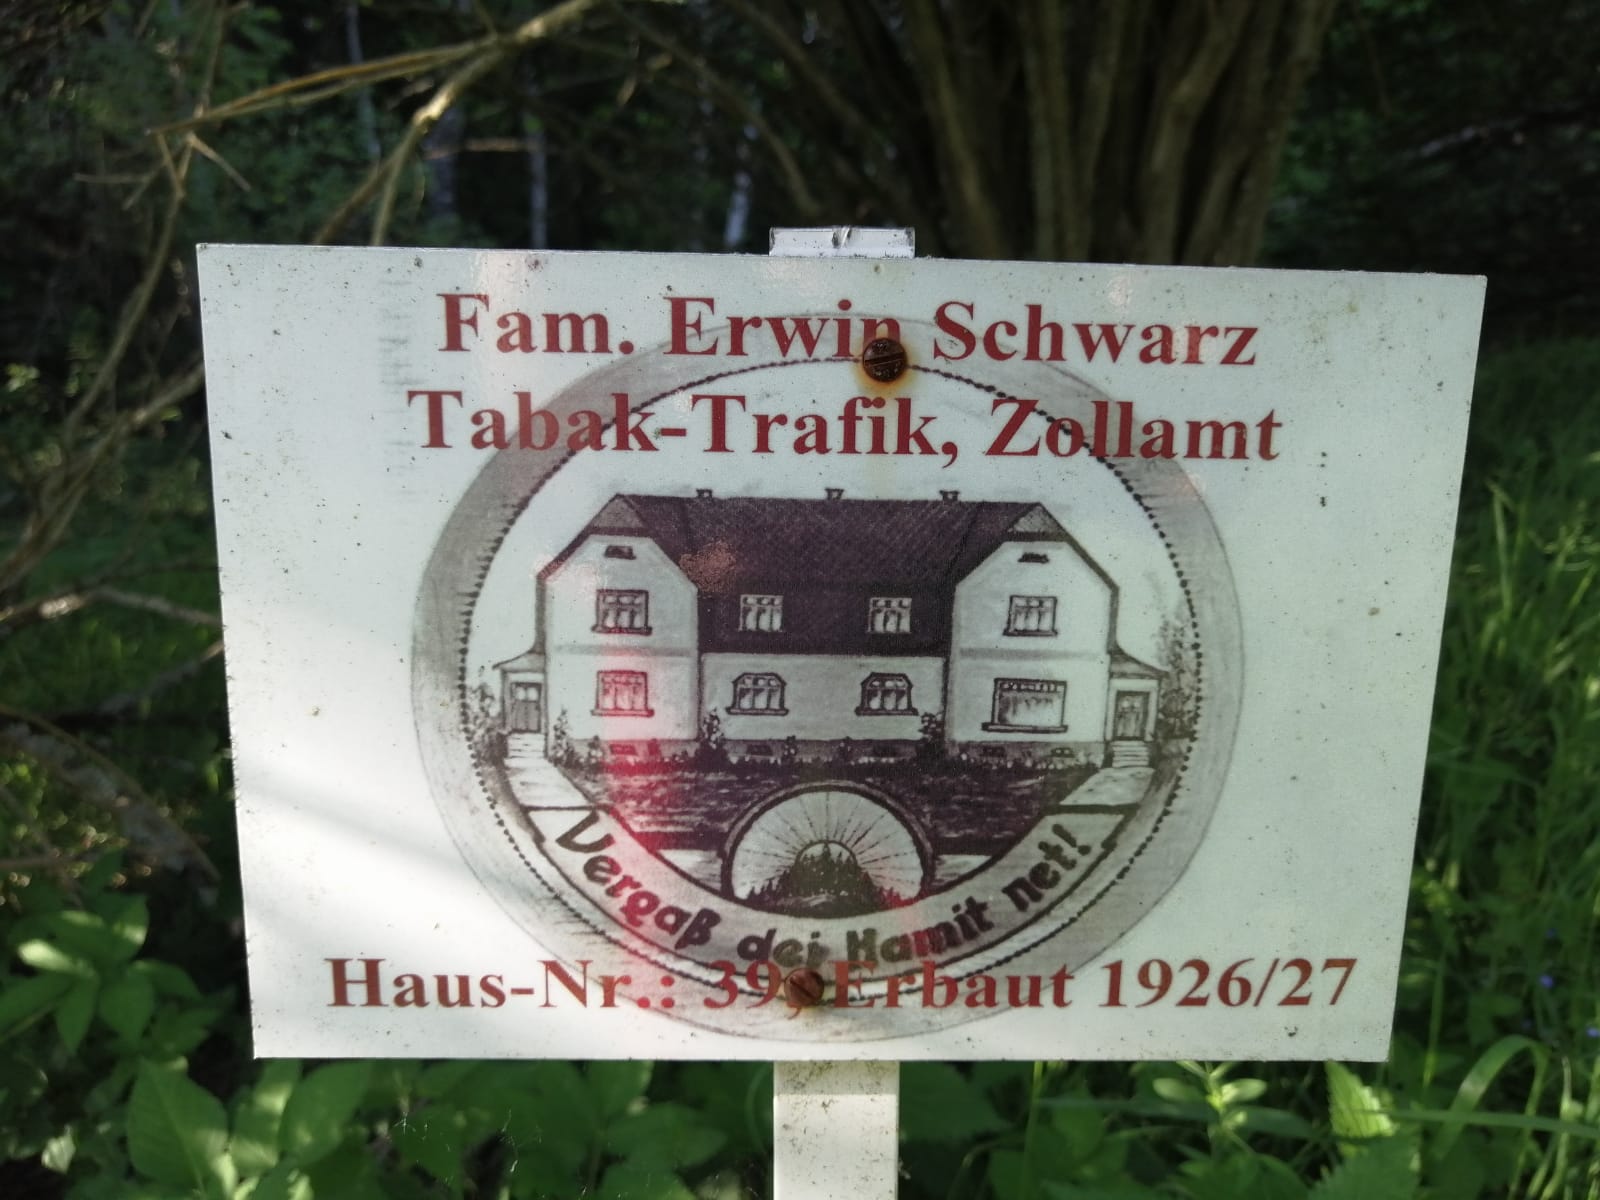 Fam. Erwin Schwarz
Tabak-Trafik, Zollamt
Vergaß dei Hamit net!
Haus-Nr.: 39, Erbaut 1926/27